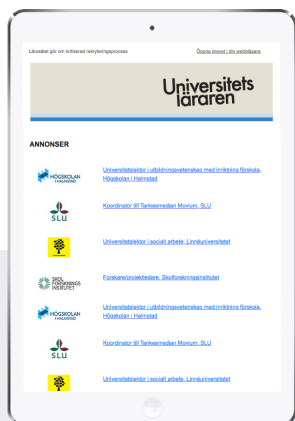 Lärosätet gör om kritiserad rekryteringsprocess
Öppna brevet i din webbläsare
Universitets
läraren
ANNONSER
HÖGSKOLAN
I HALMSTAD
Universitetslektor i utbildningsvetenskap med inriktning förskola,
Högskolan i Halmstad
SLU
Koordinator till Tankesmedjan Movium, SLU
Universitetslektor i socialt arbete, Linnéuniversitetet
SKOL
FORSKNINGS
INSTITUTET
Forskare/projektledare, Skolforskningsinstitutet
HÖGSKOLAN
I HALMSTAD
Universitetslektor i utbildningsvetenskap med inriktning förskola,
Högskolan i Halmstad
SLU
Koordinator till Tankesmedjan Movium, SLU
Universitetslektor i socialt arbete, Linnéuniversitetet